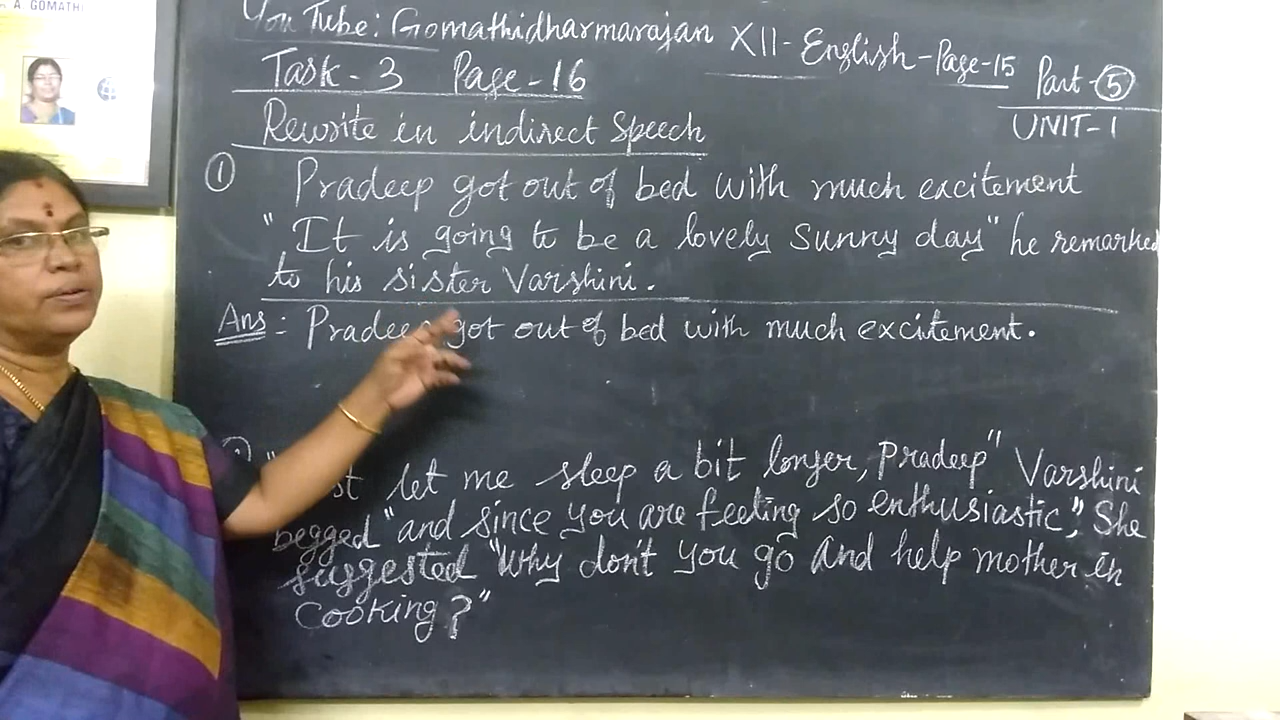 A. GOMATHI
YouTube: Gomathidharmarajan XII - English - Page-15
Task - 3 Page - 16 Part - 5
UNIT - 1
Rewrite in indirect Speech
1 Pradeep got out of bed with much excitement
"It is going to be a lovely sunny day" he remarked
to his sister Varshini.
Ans : Pradeep got out of bed with much excitement.
let me sleep a bit longer, Pradeep" Varshini
begged "and since you are feeling so enthusiastic", She
suggested "Why don't you go and help mother in
Cooking?"